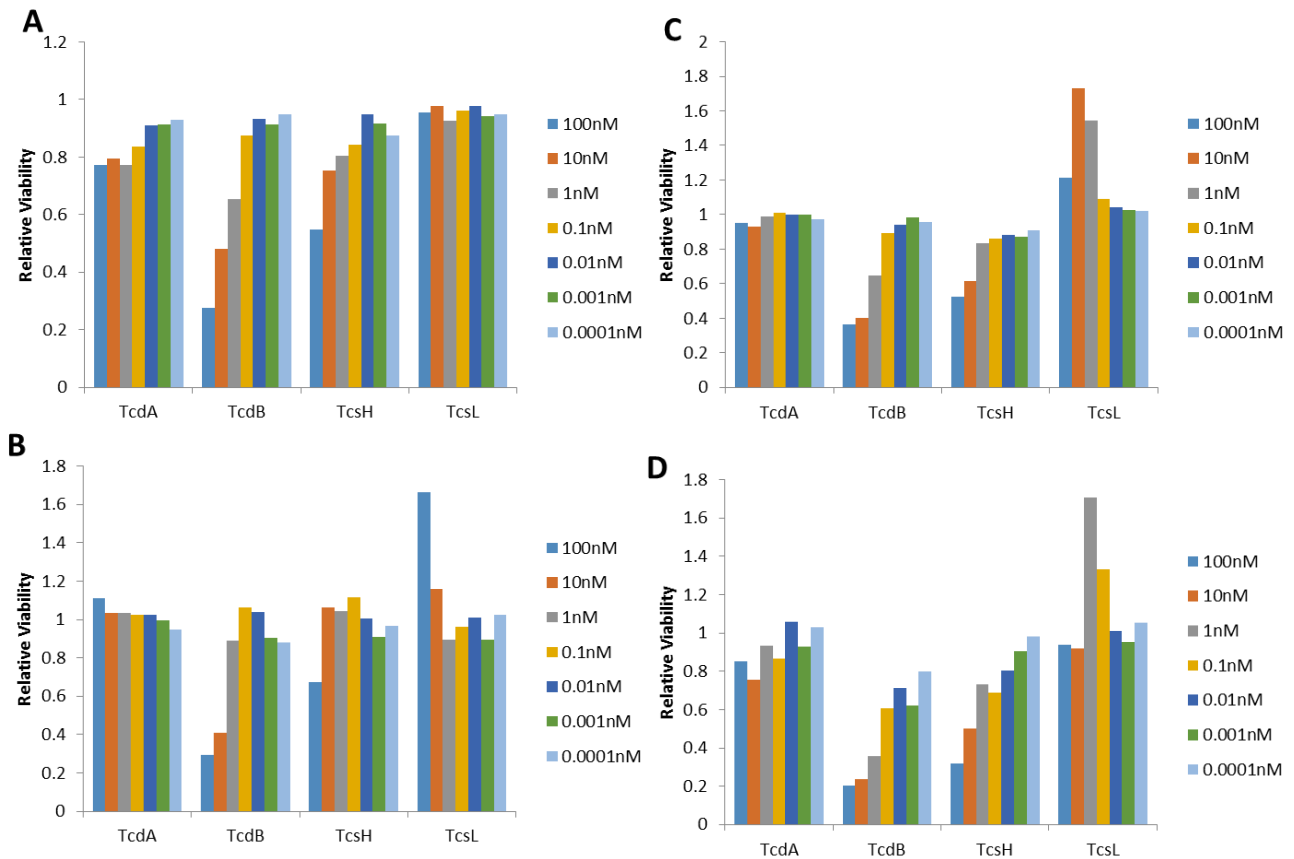 A
Relative Viability
1.2
1
0.8
0.6
0.4
0.2
0
TcdA TcdB TcsH TcsL
100nM
10nM
1nM
0.1nM
0.01nM
0.001nM
0.0001nM
B
Relative Viability
1.8
1.6
1.4
1.2
1
0.8
0.6
0.4
0.2
0
TcdA TcdB TcsH TcsL
100nM
10nM
1nM
0.1nM
0.01nM
0.001nM
0.0001nM
C
Relative Viability
2
1.8
1.6
1.4
1.2
1
0.8
0.6
0.4
0.2
0
TcdA TcdB TcsH TcsL
100nM
10nM
1nM
0.1nM
0.01nM
0.001nM
0.0001nM
D
Relative Viability
1.8
1.6
1.4
1.2
1
0.8
0.6
0.4
0.2
0
TcdA TcdB TcsH TcsL
100nM
10nM
1nM
0.1nM
0.01nM
0.001nM
0.0001nM